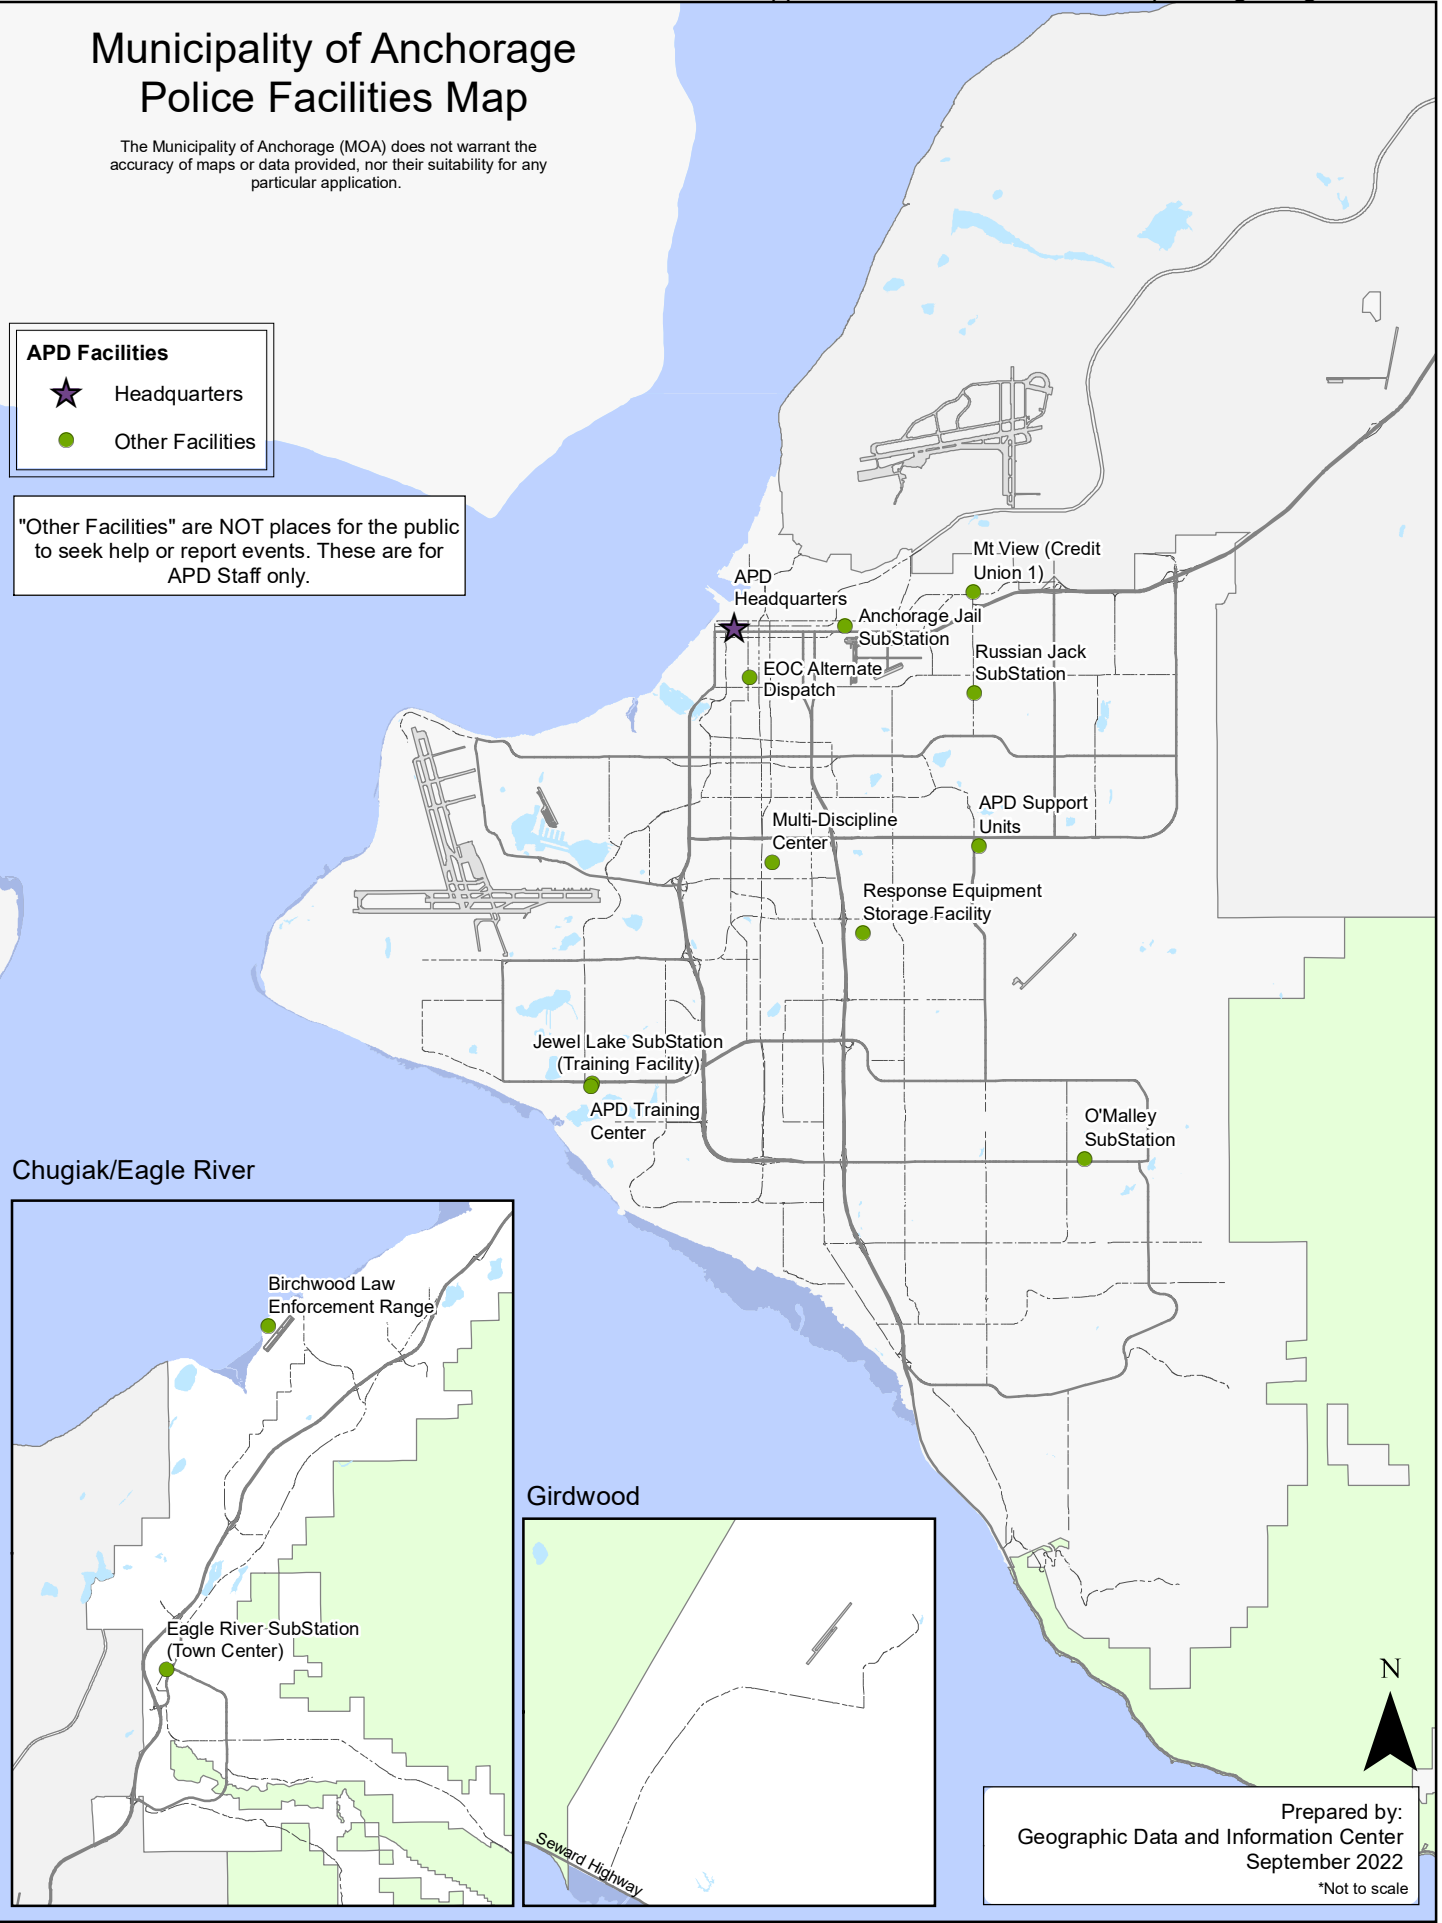 Municipality of Anchorage
Police Facilities Map
The Municipality of Anchorage (MOA) does not warrant the
accuracy of maps or data provided, nor their suitability for any
particular application.
APD Facilities
Headquarters
Other Facilities
"Other Facilities" are NOT places for the public
to seek help or report events. These are for
APD Staff only.
Mt View (Credit
Union 1)
APD
Headquarters
Anchorage Jail
SubStation
Russian Jack
SubStation
EOC Alternate
Dispatch
APD Support
Units
Multi-Discipline
Center
Response Equipment
Storage Facility
Jewel Lake SubStation
(Training Facility)
APD Training
Center
O'Malley
SubStation
Chugiak/Eagle River
Birchwood Law
Enforcement Range
Eagle River SubStation
(Town Center)
Girdwood
Seward Highway
N
Prepared by:
Geographic Data and Information Center
September 2022
*Not to scale